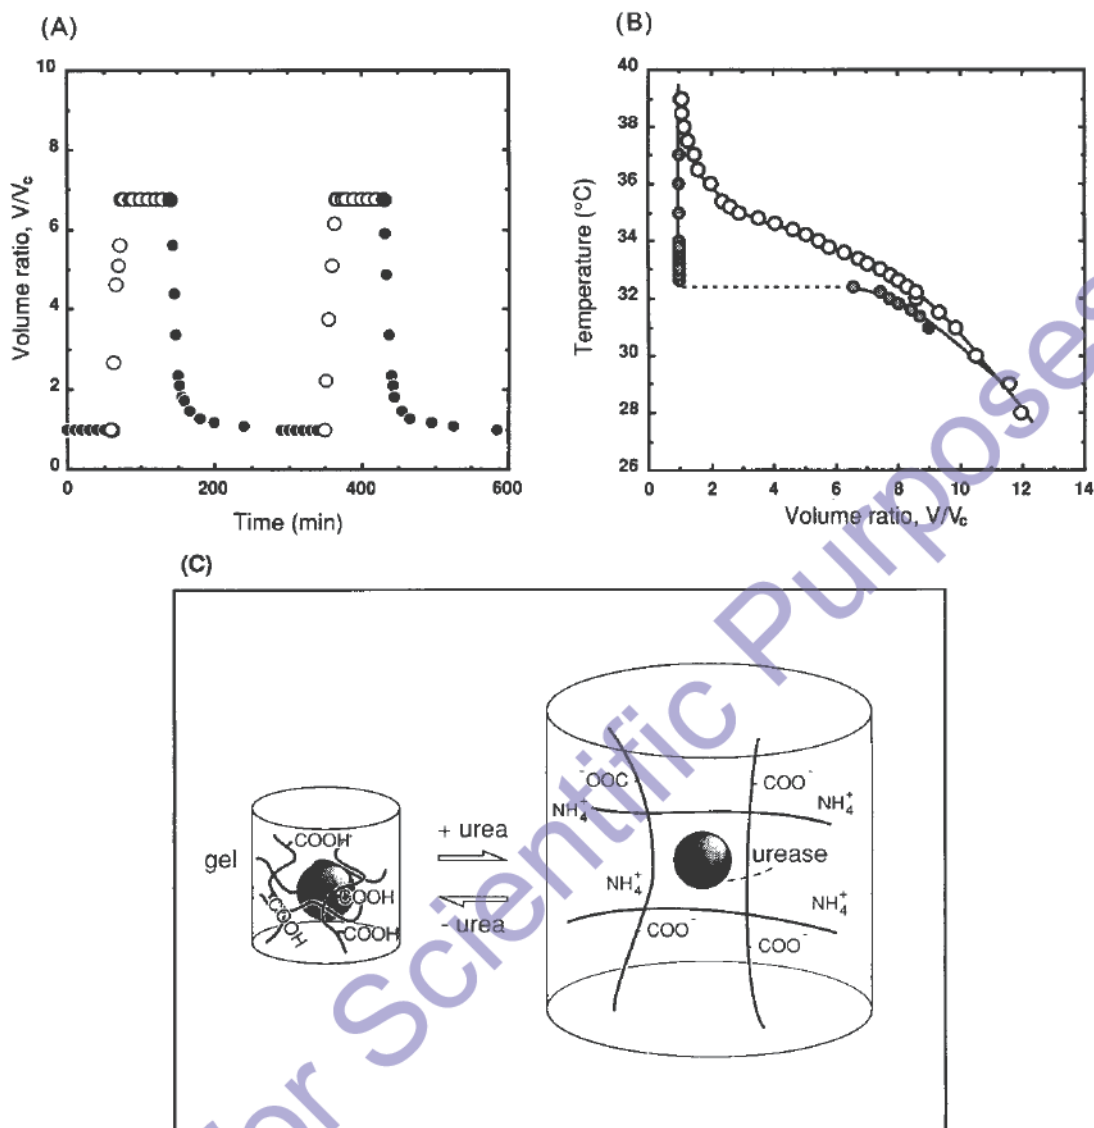 (A)
10
8
6
4
2
0
Volume ratio, V/Vc
0 200 400 600
Time (min)
(B)
40
38
36
34
32
30
28
26
Temperature (°C)
0 2 4 6 8 10 12 14
Volume ratio, V/Vc
(C)
gel
COOH
COOH
COOH
COOH
+ urea
- urea
⁻OOC
COO⁻
NH₄⁺
NH₄⁺
urease
NH₄⁺
NH₄⁺
COO⁻
COO⁻
for Scientific Purposes